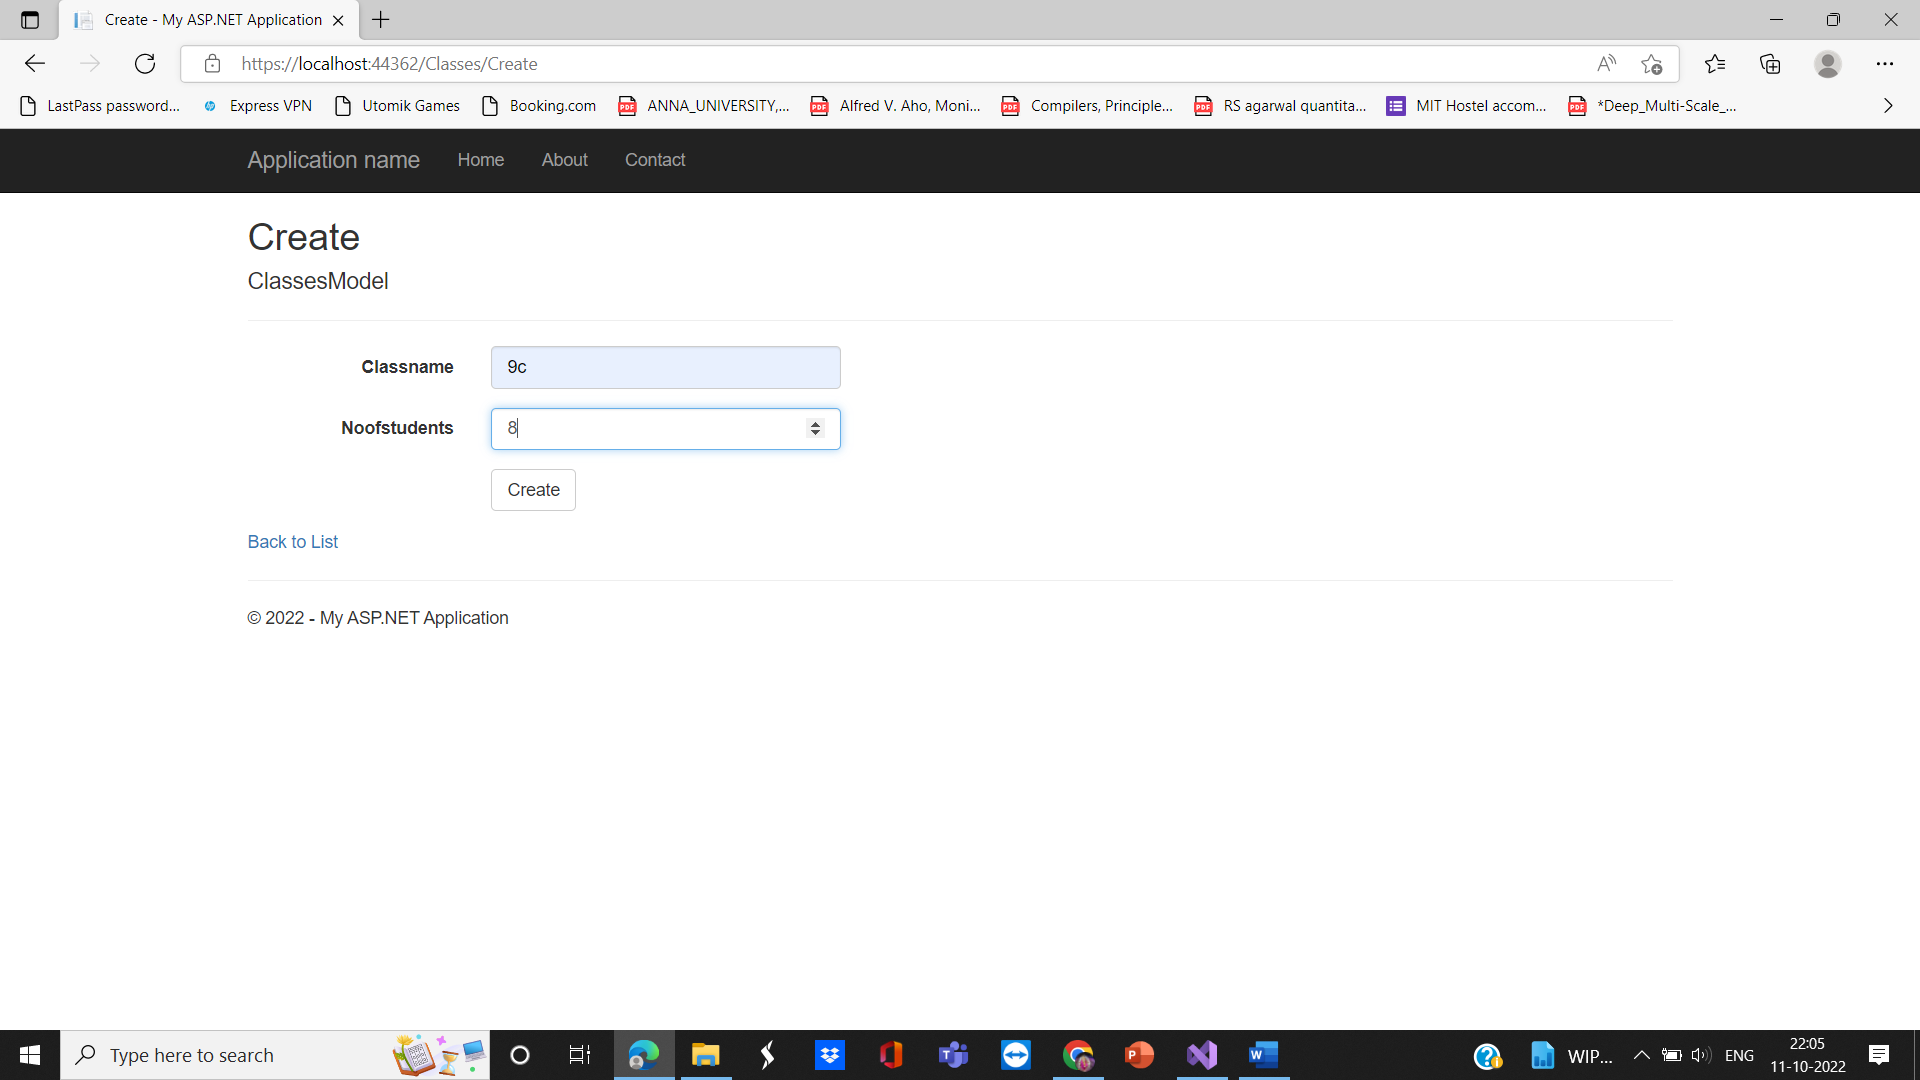 Create - My ASP.NET Application
https://localhost:44362/Classes/Create
LastPass password... Express VPN Utomik Games Booking.com ANNA_UNIVERSITY,... Alfred V. Aho, Moni... Compilers, Principle... RS agarwal quantita... MIT Hostel accom... *Deep_Multi-Scale_...
Application name Home About Contact
Create
ClassesModel
Classname 9c
Noofstudents 8
Create
Back to List
© 2022 - My ASP.NET Application
Type here to search WIP... ENG 22:05
11-10-2022